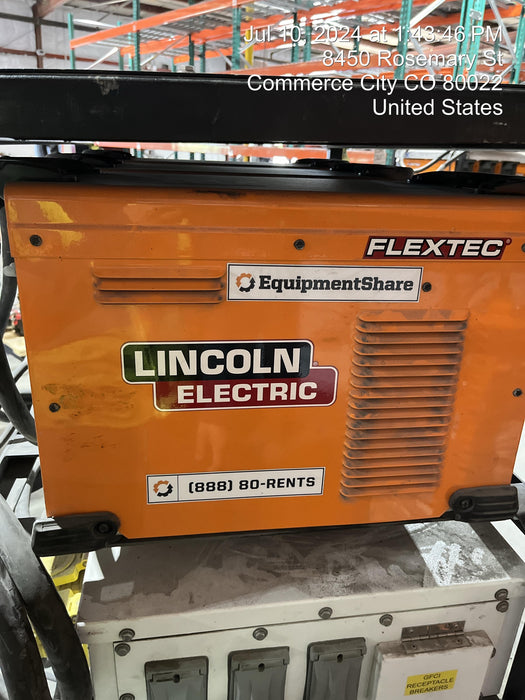 Jul 10, 2024 at 1:43:46 PM
8450 Rosemary St
Commerce City CO 80022
United States
FLEXTEC®
EquipmentShare
LINCOLN®
ELECTRIC
(888) 80-RENTS
GFCI
RECEPTACLE
BREAKERS